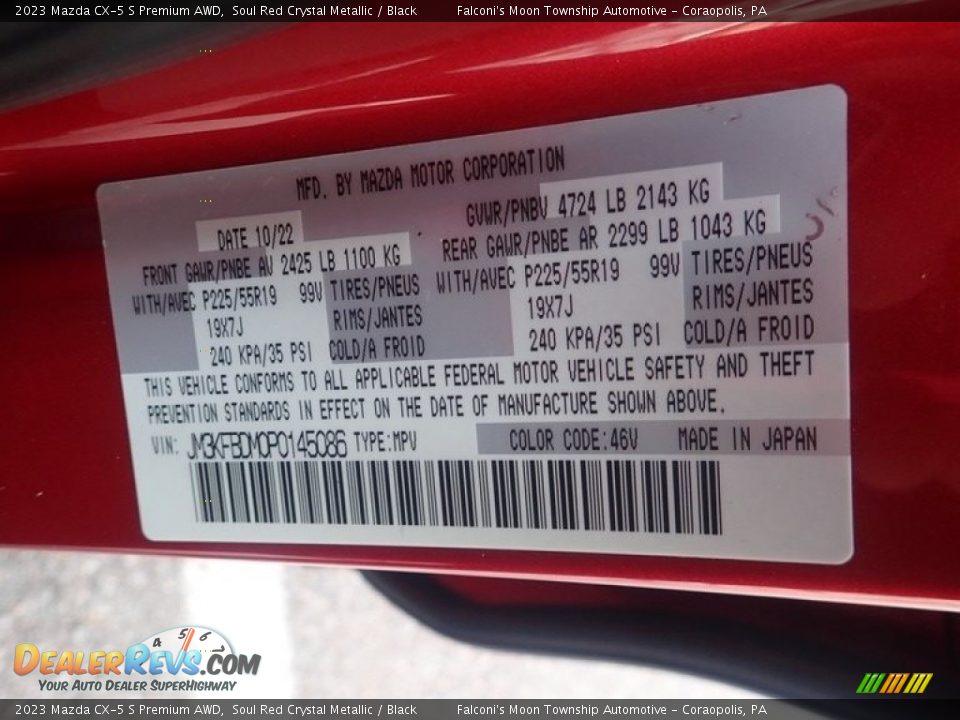 2023 Mazda CX-5 S Premium AWD, Soul Red Crystal Metallic / Black Falconi's Moon Township Automotive - Coraopolis, PA
MFD. BY MAZDA MOTOR CORPORATION
DATE 10/22
GVWR/PNBV 4724 LB 2143 KG
FRONT GAWR/PNBE AV 2425 LB 1100 KG
REAR GAWR/PNBE AR 2299 LB 1043 KG
WITH/AVEC P225/55R19 99V TIRES/PNEUS
WITH/AVEC P225/55R19 99V TIRES/PNEUS
19X7J RIMS/JANTES
19X7J RIMS/JANTES
240 KPA/35 PSI COLD/A FROID
240 KPA/35 PSI COLD/A FROID
THIS VEHICLE CONFORMS TO ALL APPLICABLE FEDERAL MOTOR VEHICLE SAFETY AND THEFT
PREVENTION STANDARDS IN EFFECT ON THE DATE OF MANUFACTURE SHOWN ABOVE.
VIN: JM3KFBDM0P0145086 TYPE:MPV COLOR CODE:46V MADE IN JAPAN
4 5 6
DealerRevs.com
Your Auto Dealer SuperHighway
2023 Mazda CX-5 S Premium AWD, Soul Red Crystal Metallic / Black Falconi's Moon Township Automotive - Coraopolis, PA